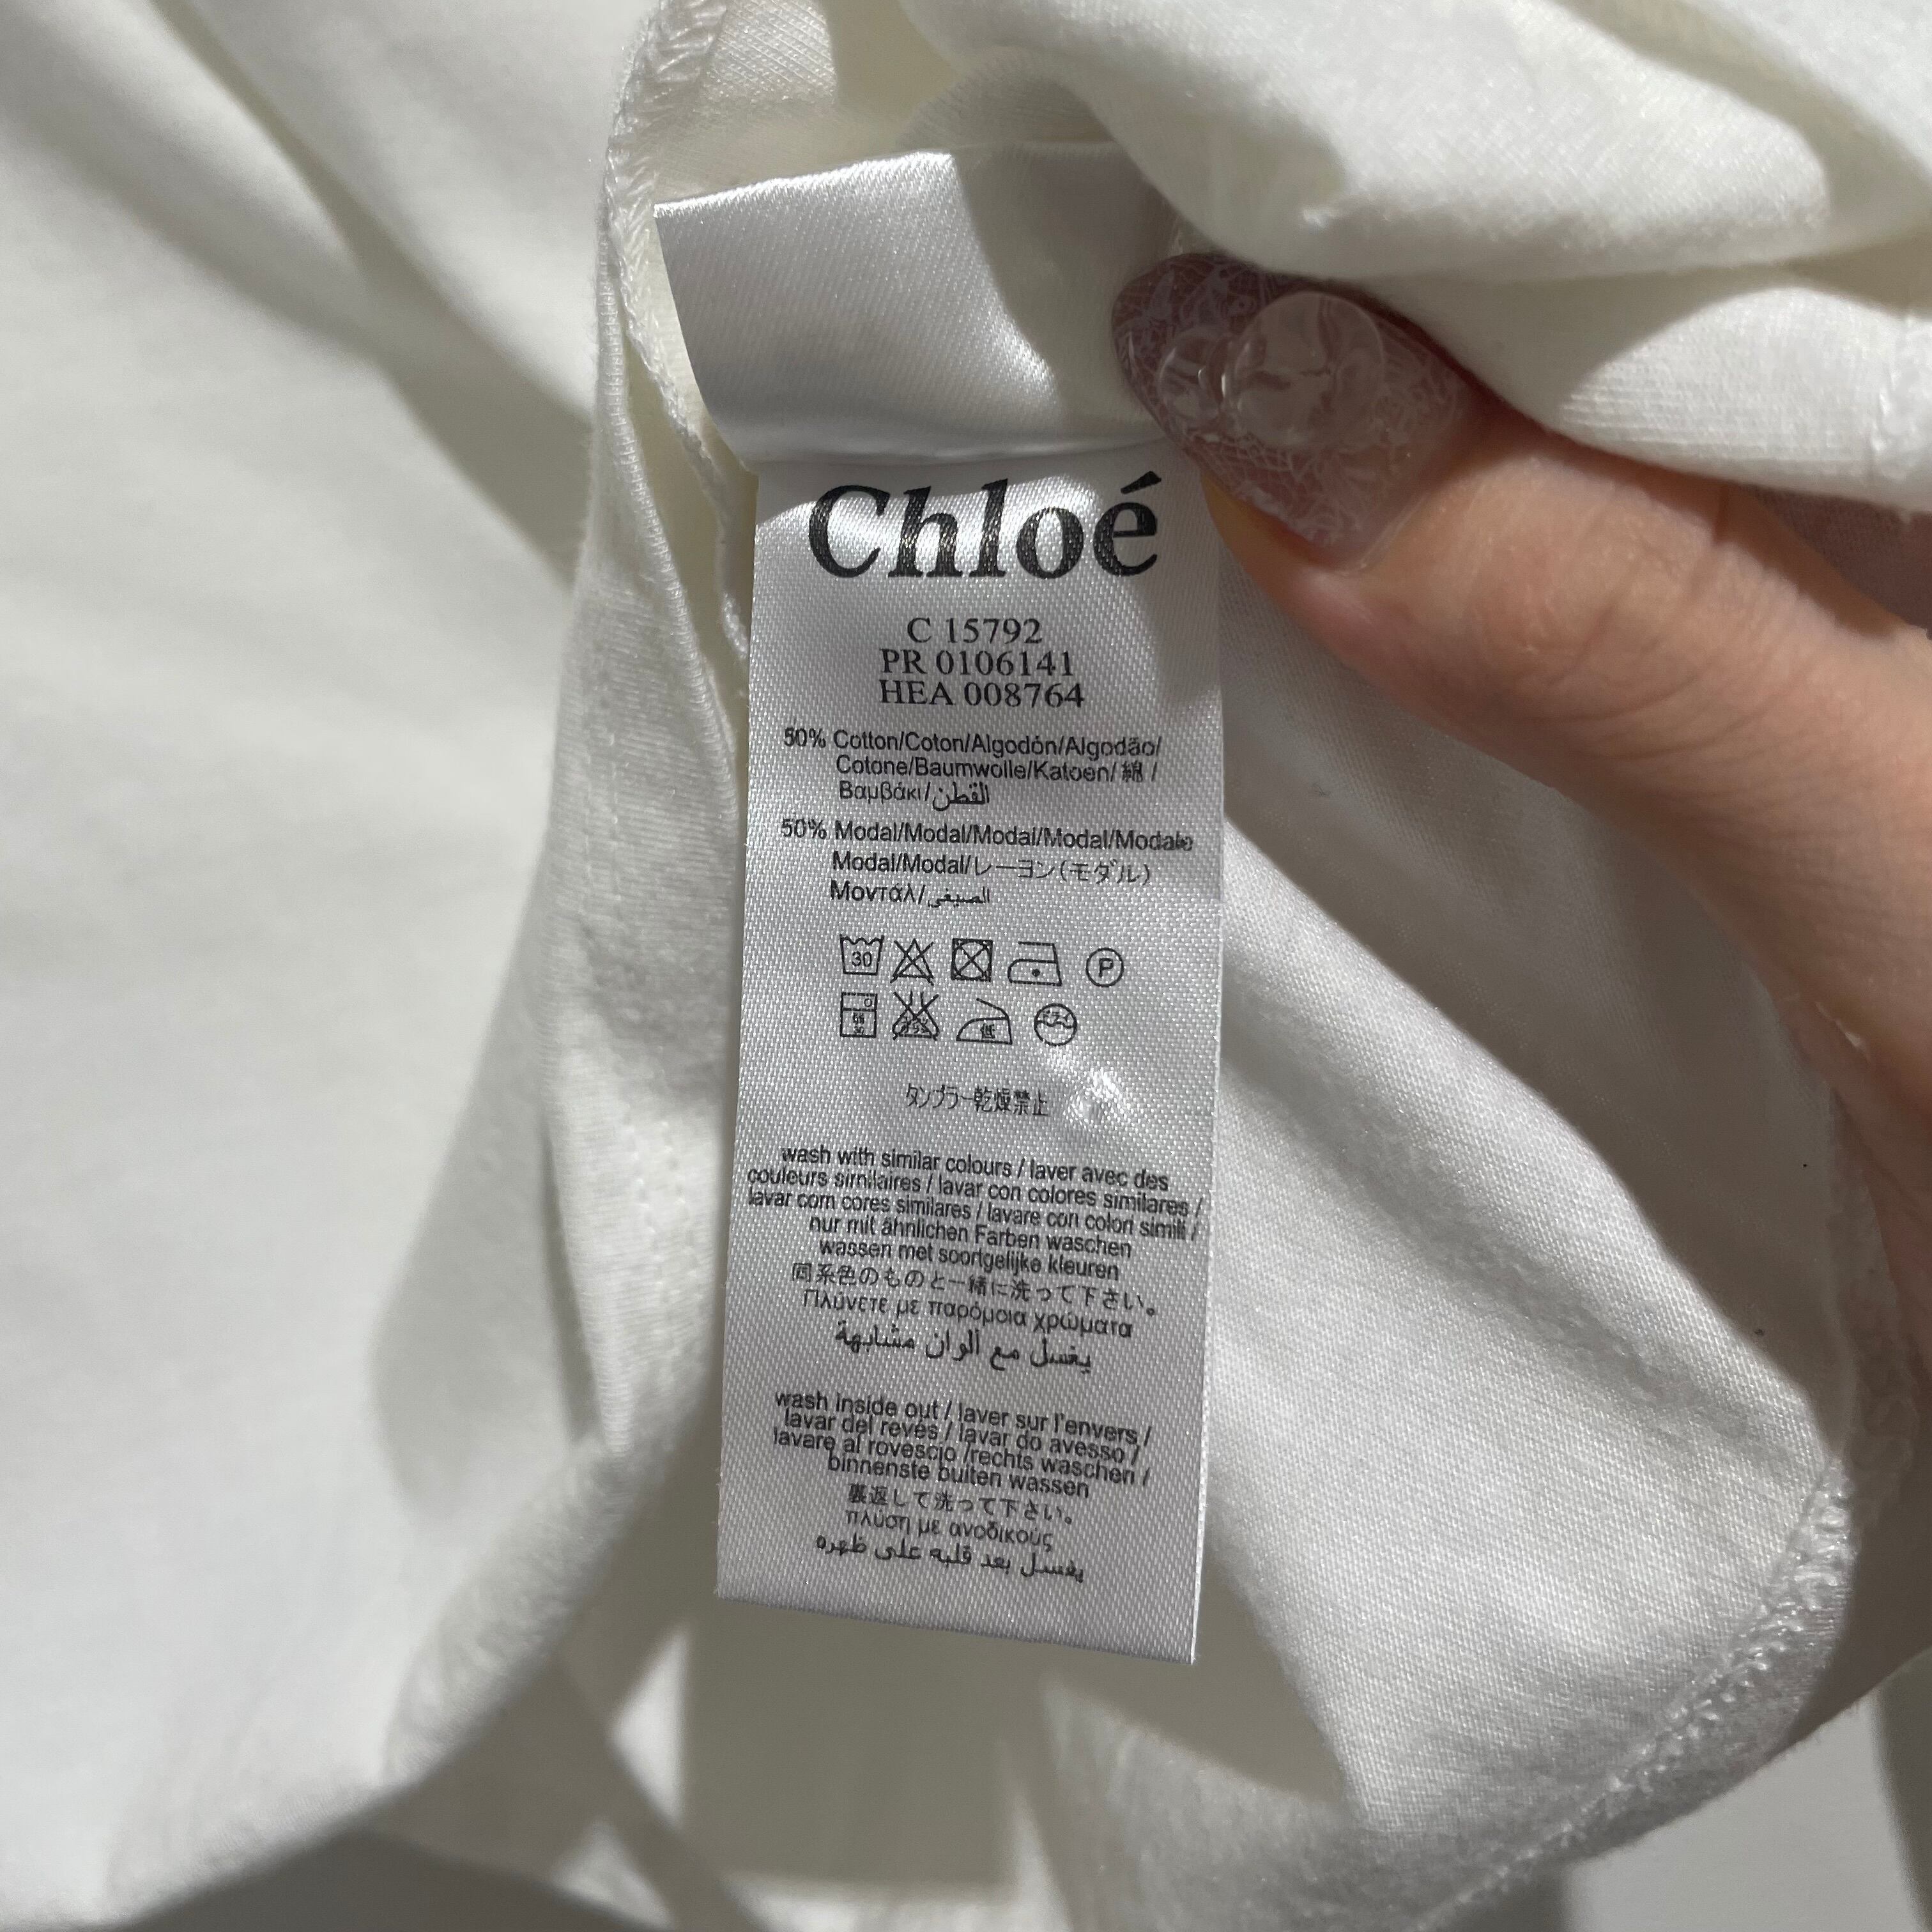 Chloé
C 15792
PR 0106141
HEA 008764
50% Cotton/Coton/Algodón/Algodão/
Cotone/Baumwolle/Katoen/綿/
Βαμβάκι/القطن
50% Modal/Modal/Modal/Modal/Modale
Modal/Modal/レーヨン(モダル)
Μοντάλ/
30
P
30
低
タンブラー乾燥禁止
wash with similar colours / laver avec des
couleurs similaires / lavar con colores similares /
lavar com cores similares / lavare con colori simili /
nur mit ähnlichen Farben waschen
wassen met soortgelijke kleuren
同系色のものと一緒に洗って下さい。
Πλύνετε με παρόμοια χρώματα
يغسل مع ألوان مشابهة
wash inside out / laver sur l'envers /
lavar del revés / lavar do avesso /
lavare al rovescio /rechts waschen /
binnenste buiten wassen
裏返して洗って下さい。
πλύση με ανοδικούς
يغسل بعد قلبه على ظهره